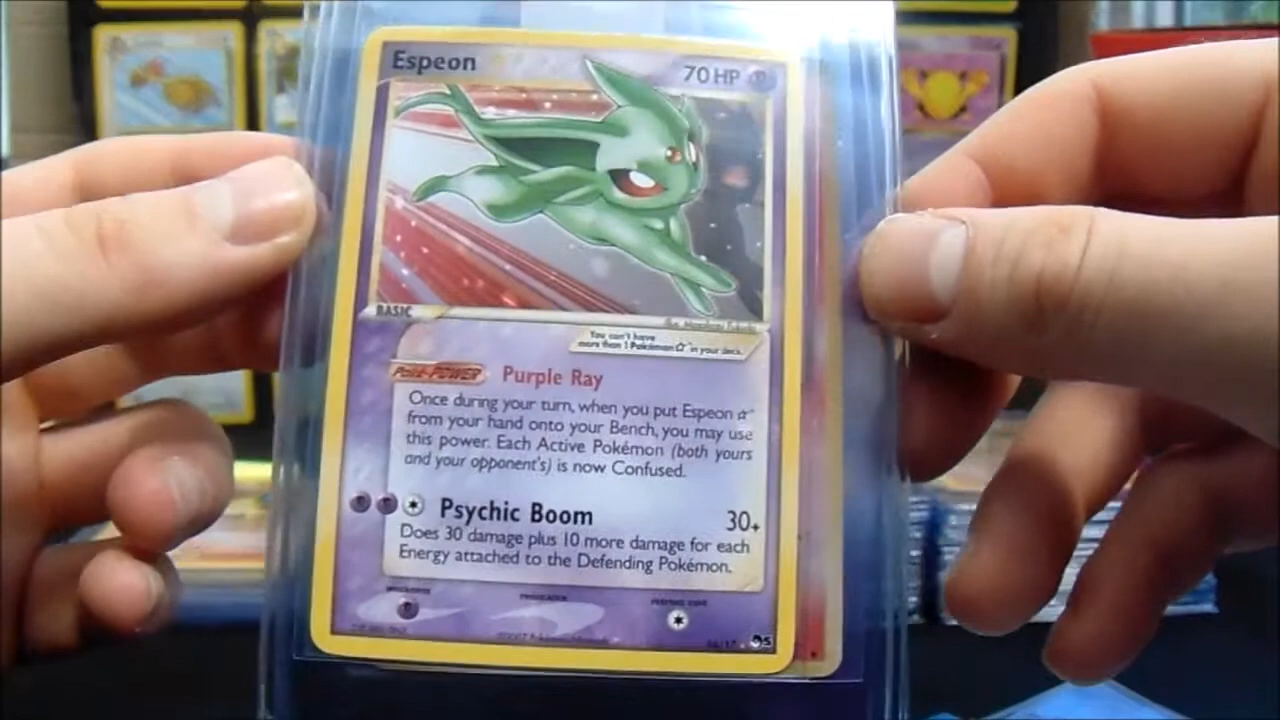 Espeon
70 HP
BASIC
You can't have
more than 1 Pokémon ☆ in your deck.
Poké-POWER Purple Ray
Once during your turn, when you put Espeon ☆
from your hand onto your Bench, you may use
this power. Each Active Pokémon (both yours
and your opponent's) is now Confused.
Psychic Boom 30+
Does 30 damage plus 10 more damage for each
Energy attached to the Defending Pokémon.